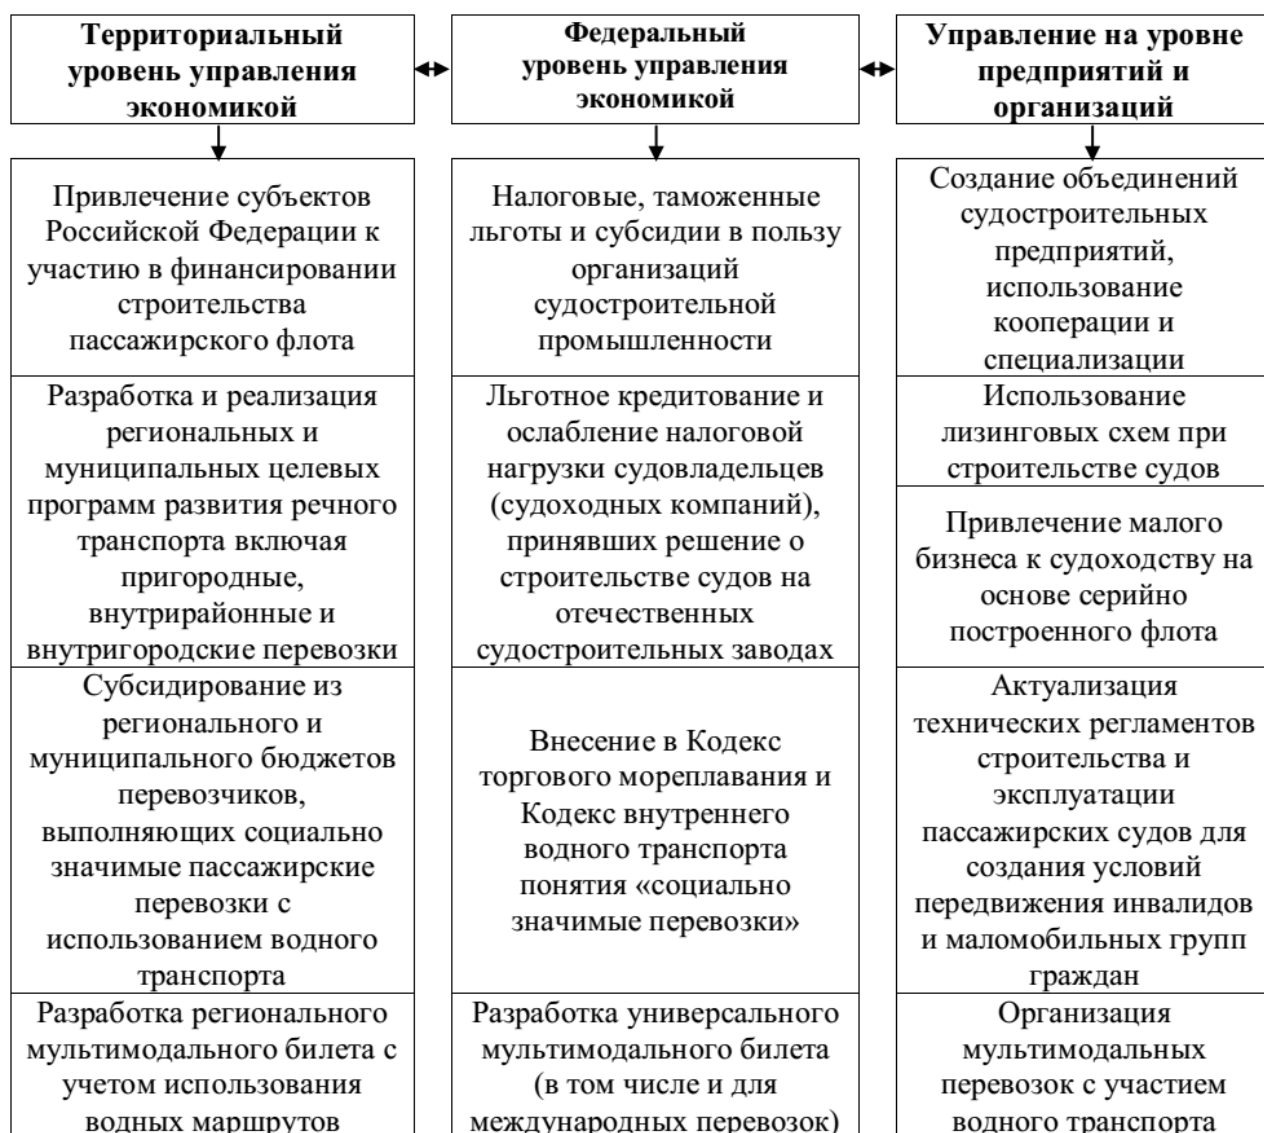 Территориальный
уровень управления
экономикой
Федеральный
уровень управления
экономикой
Управление на уровне
предприятий и
организаций
Привлечение субъектов
Российской Федерации к
участию в финансировании
строительства
пассажирского флота
Разработка и реализация
региональных и
муниципальных целевых
программ развития речного
транспорта включая
пригородные,
внутрирайонные и
внутригородские перевозки
Субсидирование из
регионального и
муниципального бюджетов
перевозчиков,
выполняющих социально
значимые пассажирские
перевозки с
использованием водного
транспорта
Разработка регионального
мультимодального билета с
учетом использования
водных маршрутов
Налоговые, таможенные
льготы и субсидии в пользу
организаций
судостроительной
промышленности
Льготное кредитование и
ослабление налоговой
нагрузки судовладельцев
(судоходных компаний),
принявших решение о
строительстве судов на
отечественных
судостроительных заводах
Внесение в Кодекс
торгового мореплавания и
Кодекс внутреннего
водного транспорта
понятия «социально
значимые перевозки»
Разработка универсального
мультимодального билета
(в том числе и для
международных перевозок)
Создание объединений
судостроительных
предприятий,
использование
кооперации и
специализации
Использование
лизинговых схем при
строительстве судов
Привлечение малого
бизнеса к судоходству на
основе серийно
построенного флота
Актуализация
технических регламентов
строительства и
эксплуатации
пассажирских судов для
создания условий
передвижения инвалидов
и маломобильных групп
граждан
Организация
мультимодальных
перевозок с участием
водного транспорта